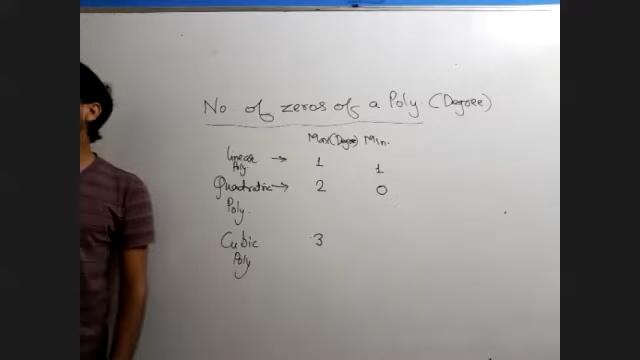 No of zeros of a Poly. (Degree)
Max(Degree) Min.
Linear Poly → 1 1
Quadratic → 2 0
Poly.
Cubic 3
Poly